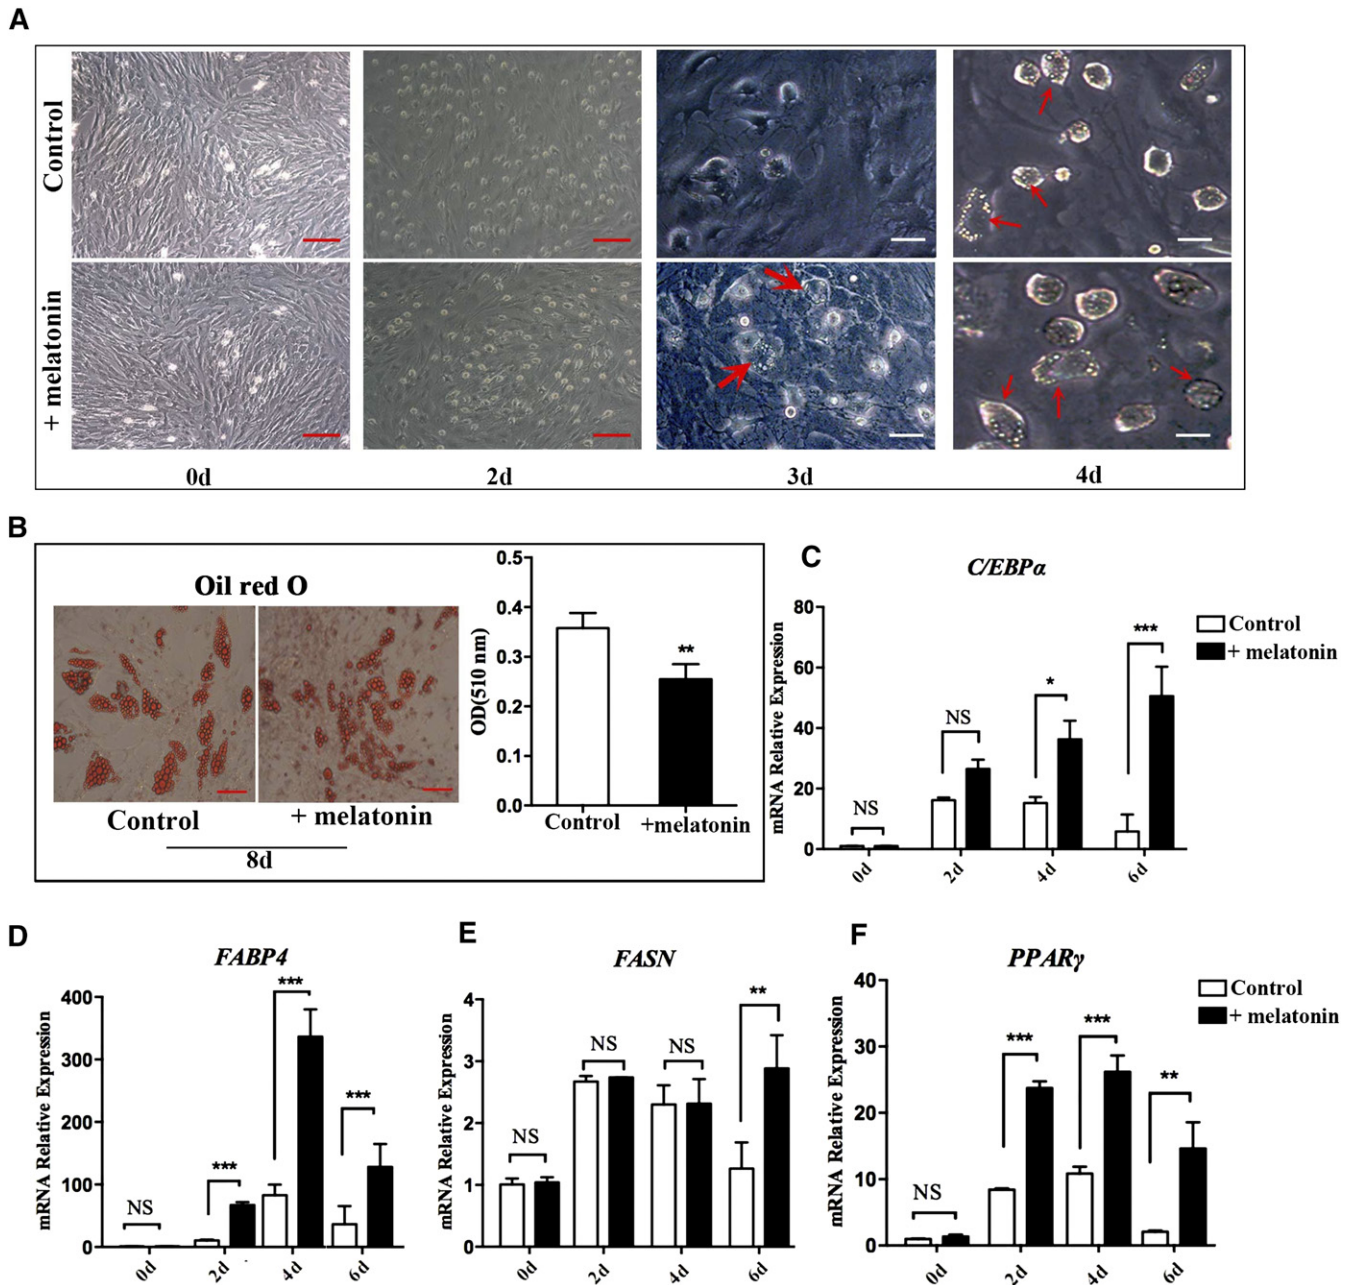 A
Control
+ melatonin
0d
2d
3d
4d
B
Oil red O
Control
+ melatonin
8d
OD(510 nm)
0.5
0.4
0.3
0.2
0.1
0.0
**
Control
+melatonin
C
C/EBPα
mRNA Relative Expression
80
60
40
20
0
NS
NS
*
***
0d
2d
4d
6d
Control
+ melatonin
D
FABP4
mRNA Relative Expression
400
300
200
100
0
NS
***
***
***
0d
2d
4d
6d
E
FASN
mRNA Relative Expression
4
3
2
1
0
NS
NS
NS
**
0d
2d
4d
6d
F
PPARγ
mRNA Relative Expression
40
30
20
10
0
NS
***
***
**
0d
2d
4d
6d
Control
+ melatonin